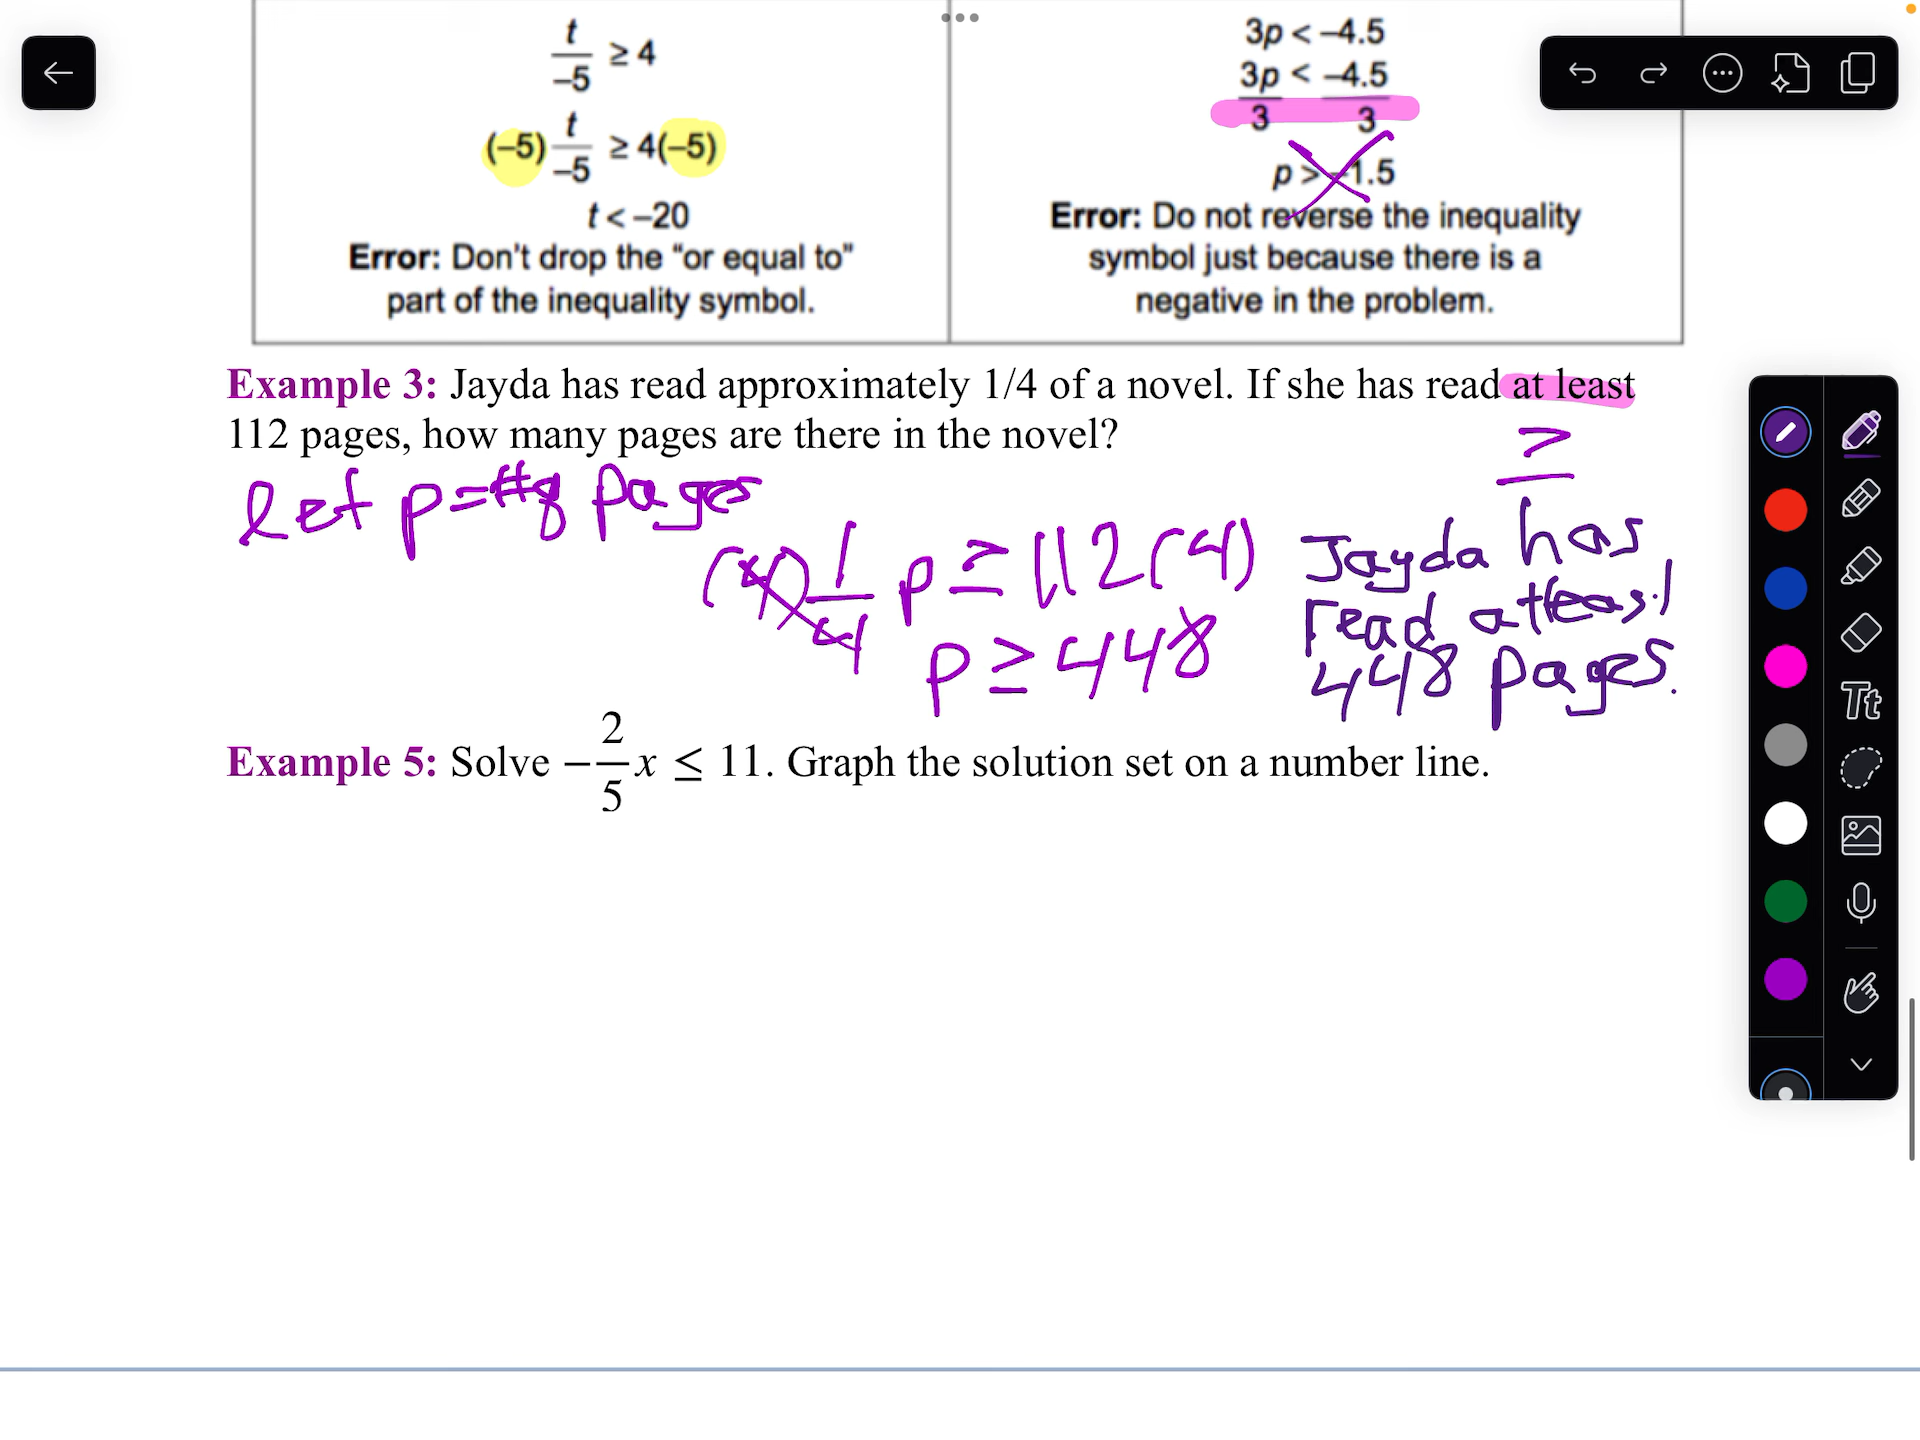 t/–5 ≥ 4
(–5) t/–5 ≥ 4(–5)
t < –20
Error: Don't drop the "or equal to"
part of the inequality symbol.
3p < –4.5
3p/3 < –4.5/3
p > –1.5
Error: Do not reverse the inequality
symbol just because there is a
negative in the problem.
Example 3: Jayda has read approximately 1/4 of a novel. If she has read at least
112 pages, how many pages are there in the novel?
≥
let p = # of pages
(4) 1/4 p ≥ 112 (4)
p ≥ 448
Jayda has
read at least
448 pages.
Example 5: Solve –2/5 x ≤ 11. Graph the solution set on a number line.
Tt